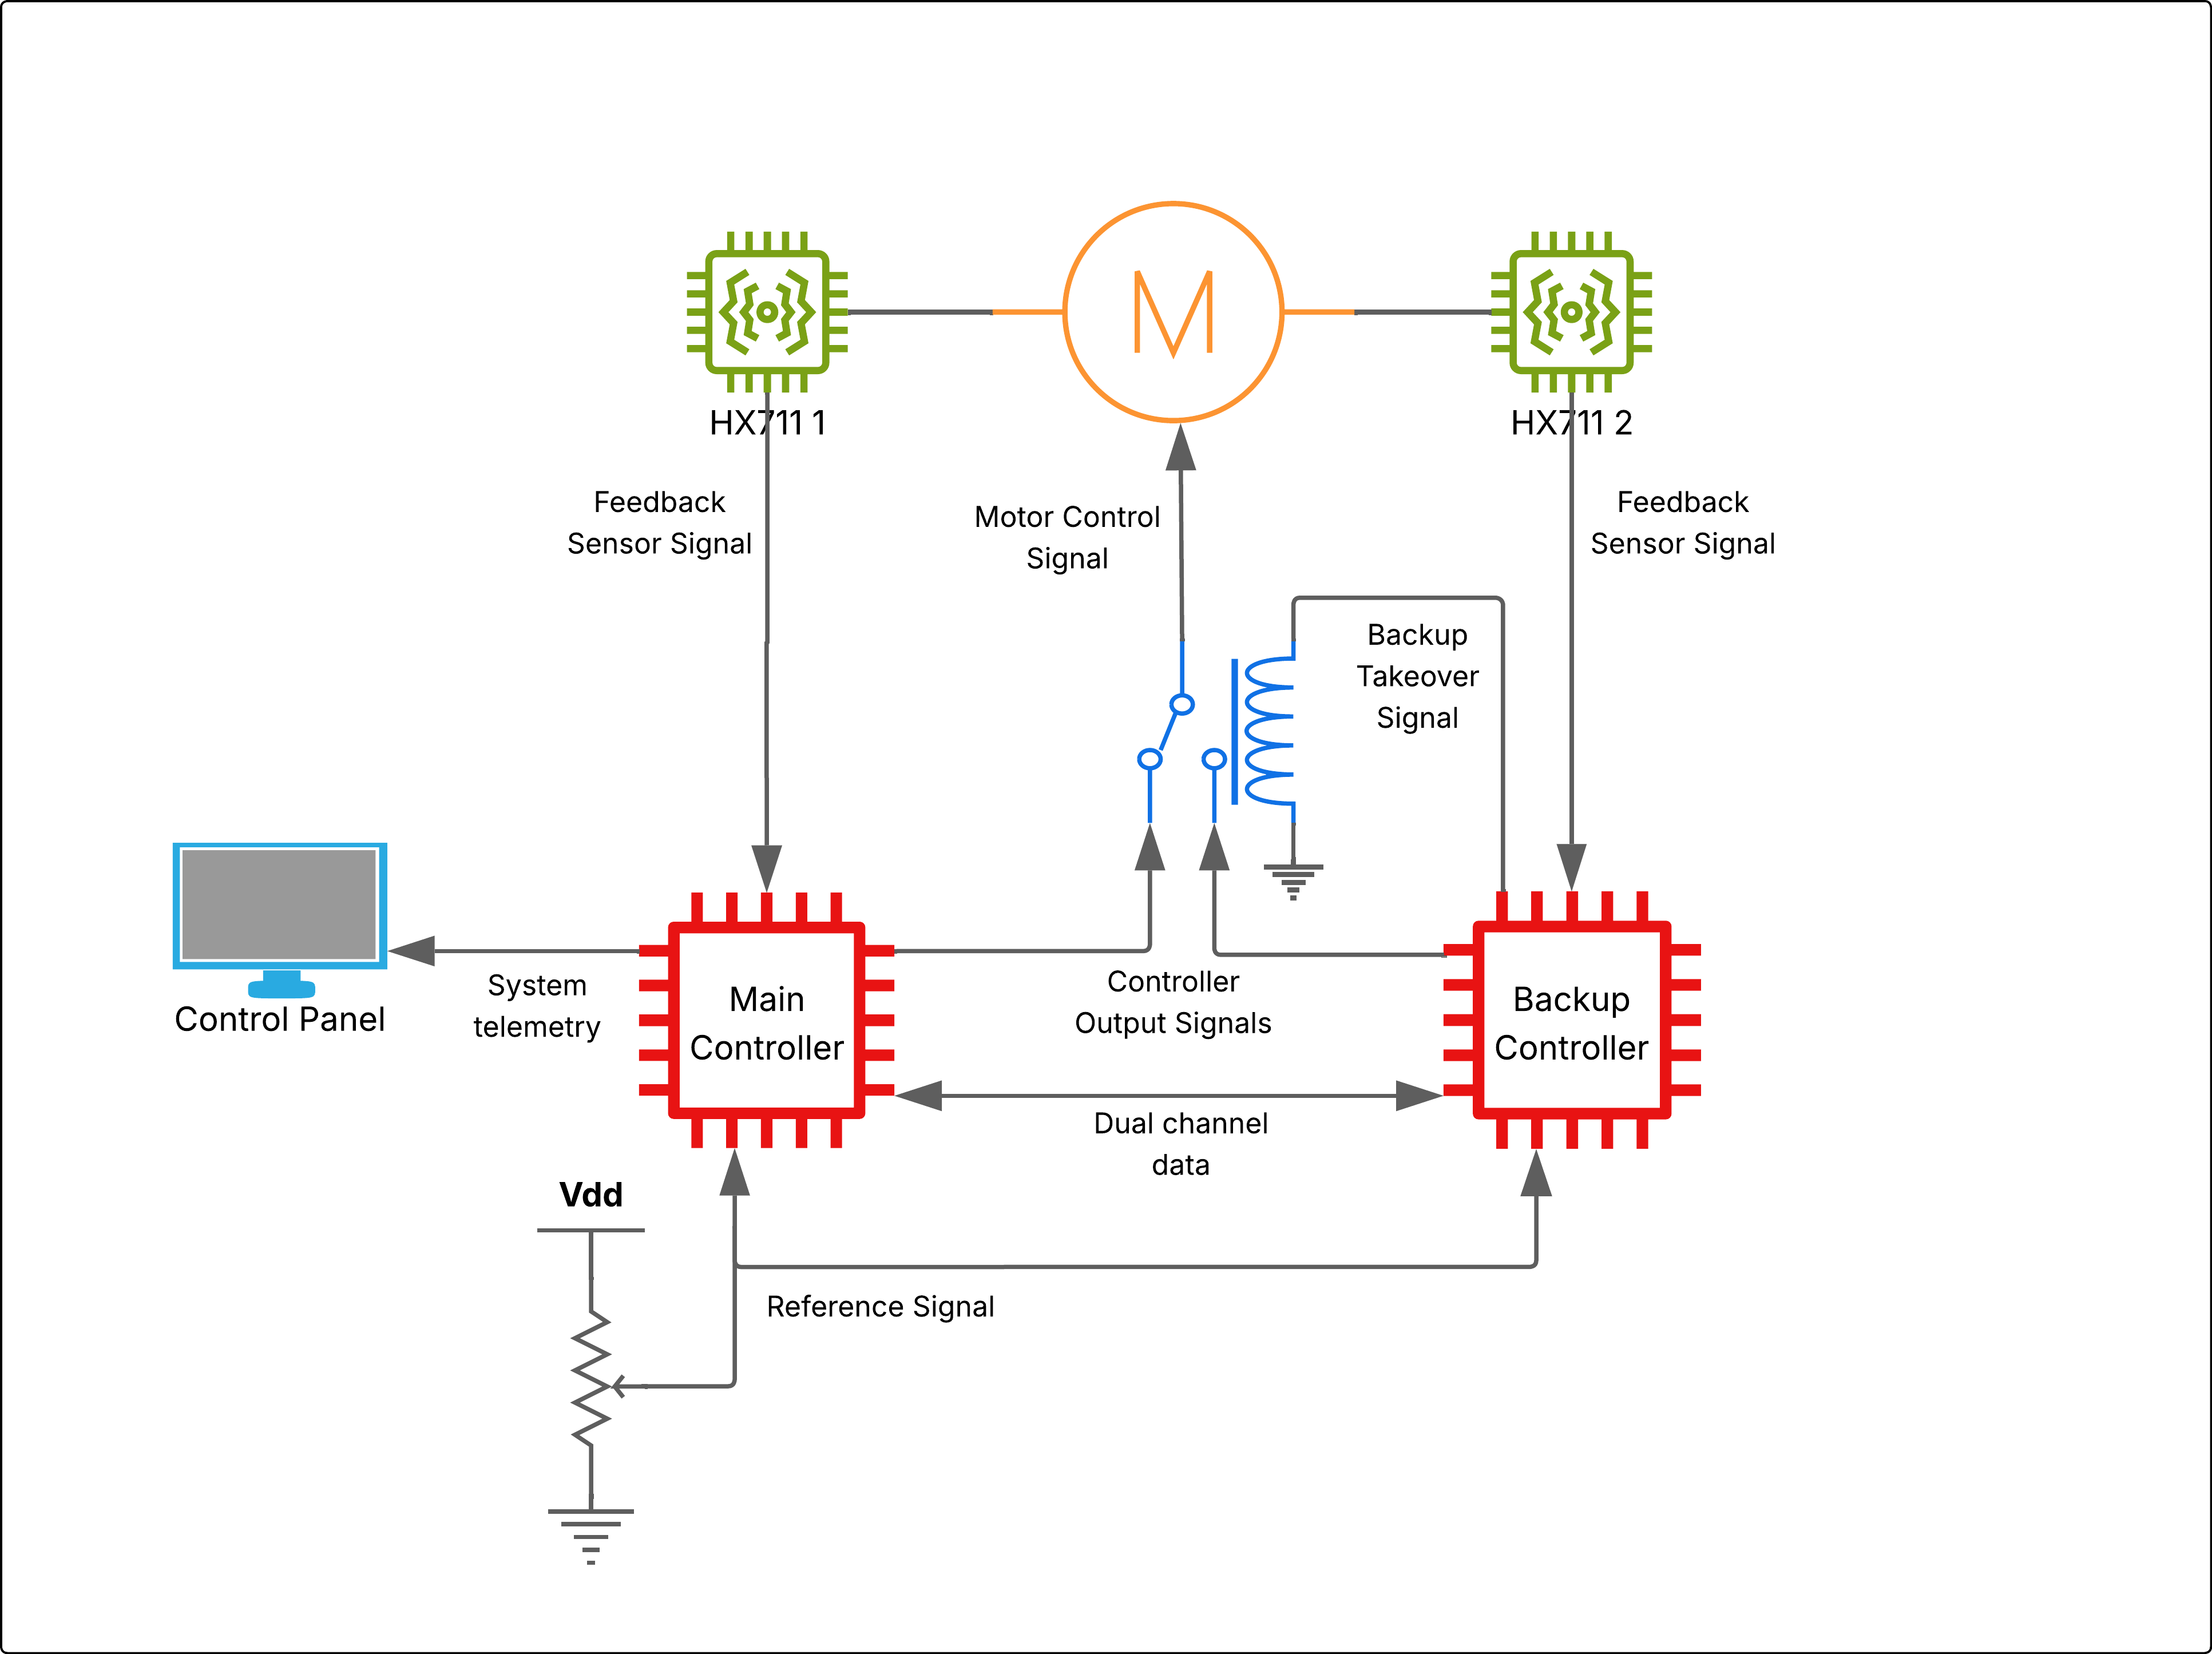 M
HX711 1
HX711 2
Feedback
Sensor Signal
Motor Control
Signal
Feedback
Sensor Signal
Backup
Takeover
Signal
Control Panel
System
telemetry
Main
Controller
Controller
Output Signals
Backup
Controller
Dual channel
data
Vdd
Reference Signal